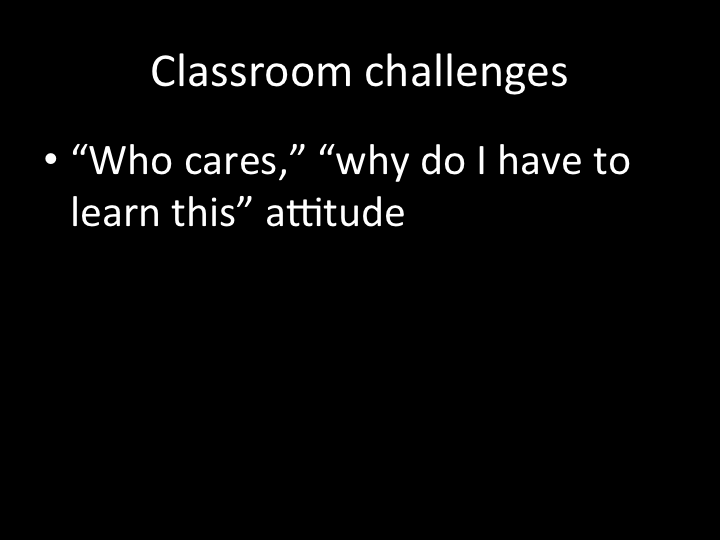 Classroom challenges
• “Who cares,” “why do I have to
learn this” attitude